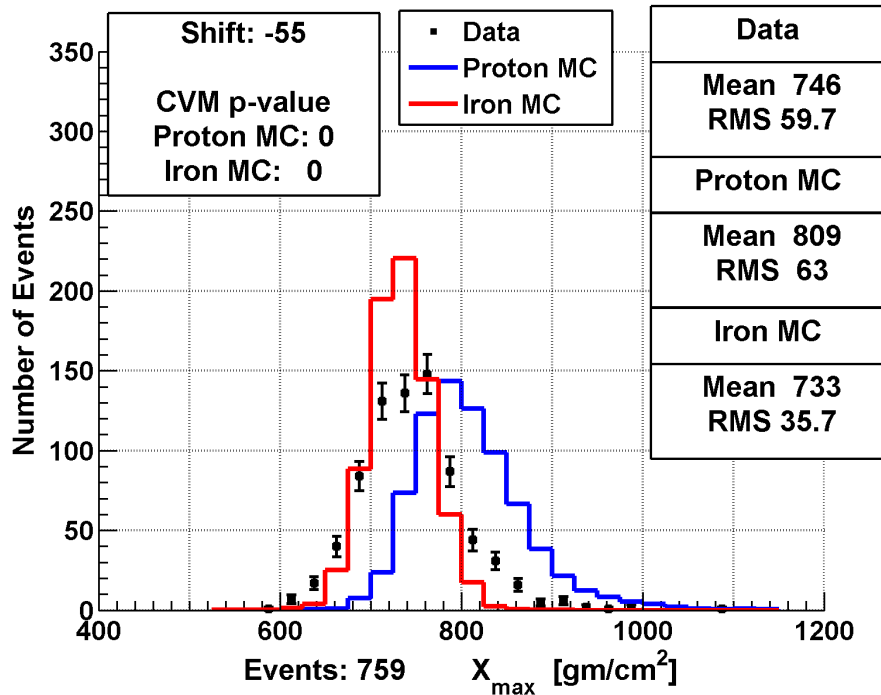 Shift: -55
CVM p-value
Proton MC: 0
Iron MC: 0
Data
Proton MC
Iron MC
Data
Mean 746
RMS 59.7
Proton MC
Mean 809
RMS 63
Iron MC
Mean 733
RMS 35.7
Number of Events
350
300
250
200
150
100
50
0
400
600
800
1000
1200
Events: 759 X_max [gm/cm²]